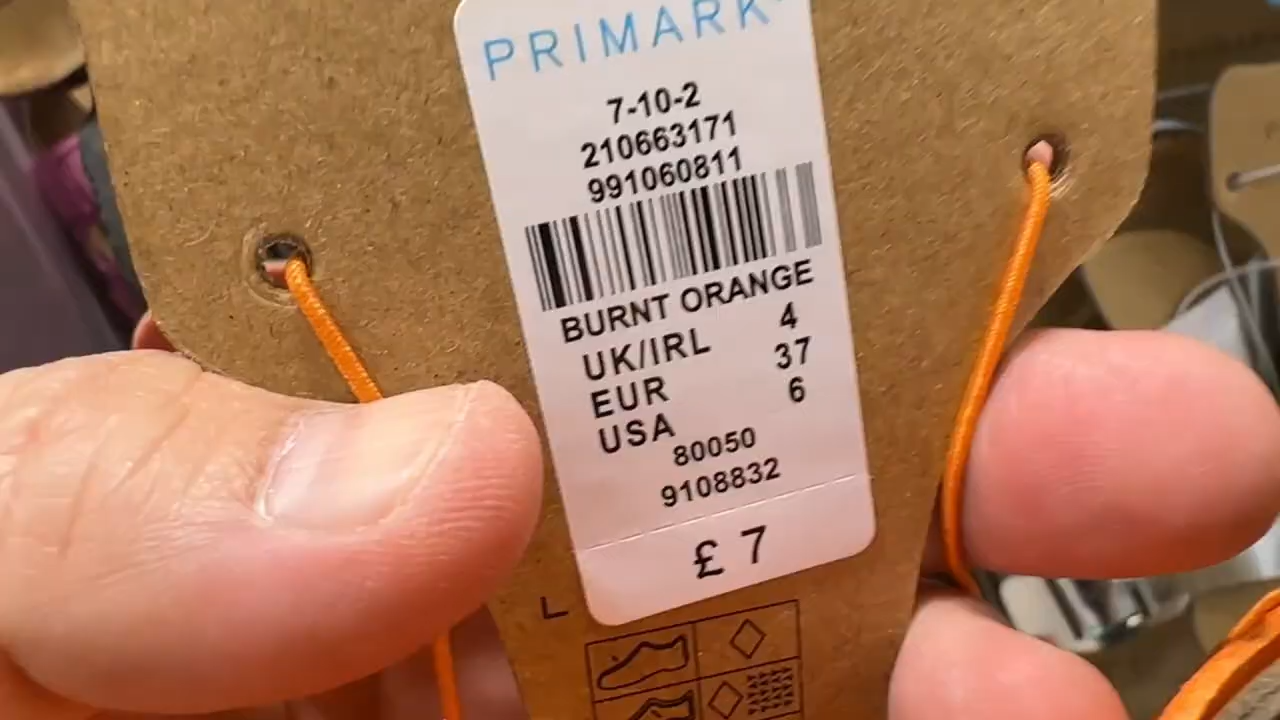 PRIMARK
7-10-2
210663171
991060811
BURNT ORANGE
UK/IRL 4
EUR 37
USA 6
80050
9108832
£ 7
L